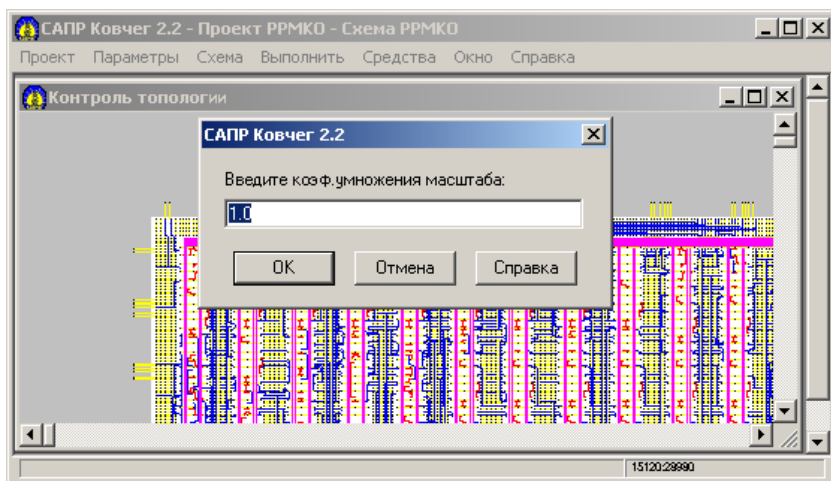 САПР Ковчег 2.2 - Проект РРМКО - Схема РРМКО
Проект Параметры Схема Выполнить Средства Окно Справка
Контроль топологии
САПР Ковчег 2.2
Введите коэф.умножения масштаба:
1.0
OK Отмена Справка
15120:28990